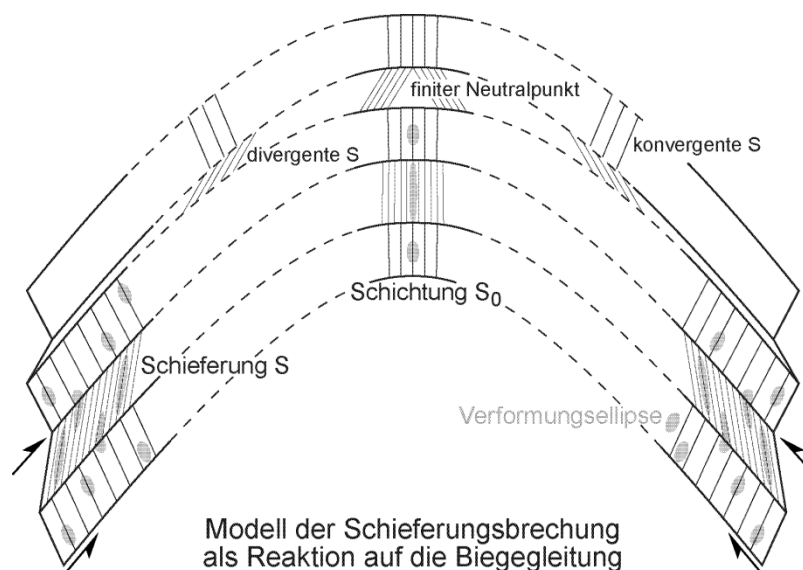 finiter Neutralpunkt
divergente S
konvergente S
Schichtung S₀
Schieferung S
Verformungsellipse
Modell der Schieferungsbrechung
als Reaktion auf die Biegegleitung